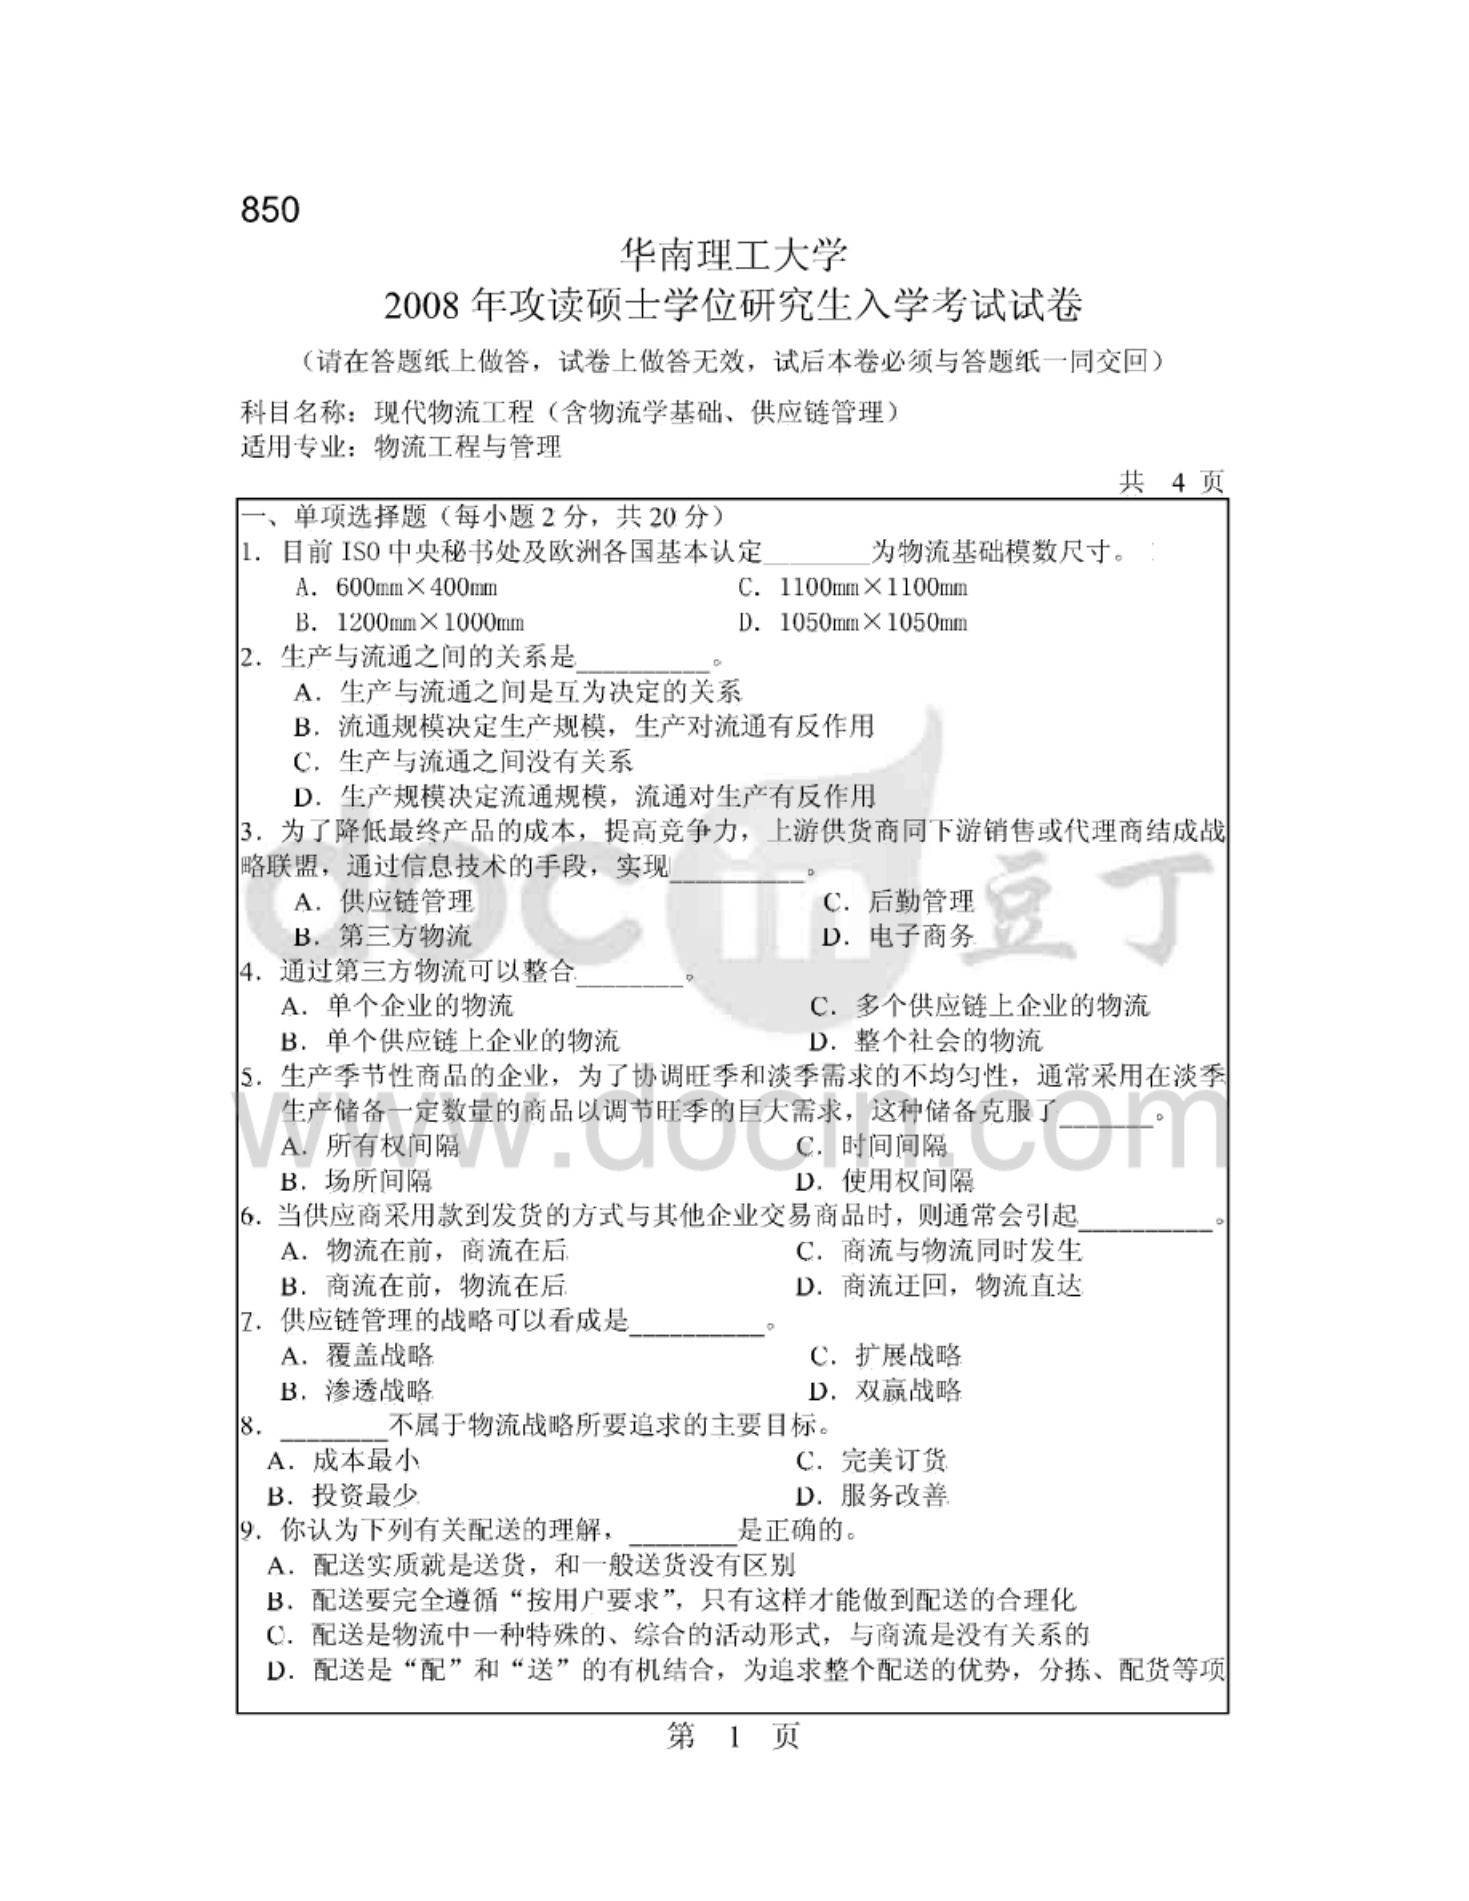 850
华南理工大学
2008 年攻读硕士学位研究生入学考试试卷
（请在答题纸上做答，试卷上做答无效，试后本卷必须与答题纸一同交回）
科目名称：现代物流工程（含物流学基础、供应链管理）
适用专业：物流工程与管理
共 4 页
一、单项选择题（每小题 2 分，共 20 分）
1．目前 ISO 中央秘书处及欧洲各国基本认定________为物流基础模数尺寸。
A．600mm×400mm C．1100mm×1100mm
B．1200mm×1000mm D．1050mm×1050mm
2．生产与流通之间的关系是__________。
A．生产与流通之间是互为决定的关系
B．流通规模决定生产规模，生产对流通有反作用
C．生产与流通之间没有关系
D．生产规模决定流通规模，流通对生产有反作用
3．为了降低最终产品的成本，提高竞争力，上游供货商同下游销售或代理商结成战
略联盟，通过信息技术的手段，实现__________。
A．供应链管理 C．后勤管理
B．第三方物流 D．电子商务
4．通过第三方物流可以整合________。
A．单个企业的物流 C．多个供应链上企业的物流
B．单个供应链上企业的物流 D．整个社会的物流
5．生产季节性商品的企业，为了协调旺季和淡季需求的不均匀性，通常采用在淡季
生产储备一定数量的商品以调节旺季的巨大需求，这种储备克服了_______。
A．所有权间隔 C．时间间隔
B．场所间隔 D．使用权间隔
6．当供应商采用款到发货的方式与其他企业交易商品时，则通常会引起__________。
A．物流在前，商流在后 C．商流与物流同时发生
B．商流在前，物流在后 D．商流迂回，物流直达
7．供应链管理的战略可以看成是__________。
A．覆盖战略 C．扩展战略
B．渗透战略 D．双赢战略
8．________不属于物流战略所要追求的主要目标。
A．成本最小 C．完美订货
B．投资最少 D．服务改善
9．你认为下列有关配送的理解，________是正确的。
A．配送实质就是送货，和一般送货没有区别
B．配送要完全遵循“按用户要求”，只有这样才能做到配送的合理化
C．配送是物流中一种特殊的、综合的活动形式，与商流是没有关系的
D．配送是“配”和“送”的有机结合，为追求整个配送的优势，分拣、配货等项
第 1 页
docin 豆丁
www.docin.com